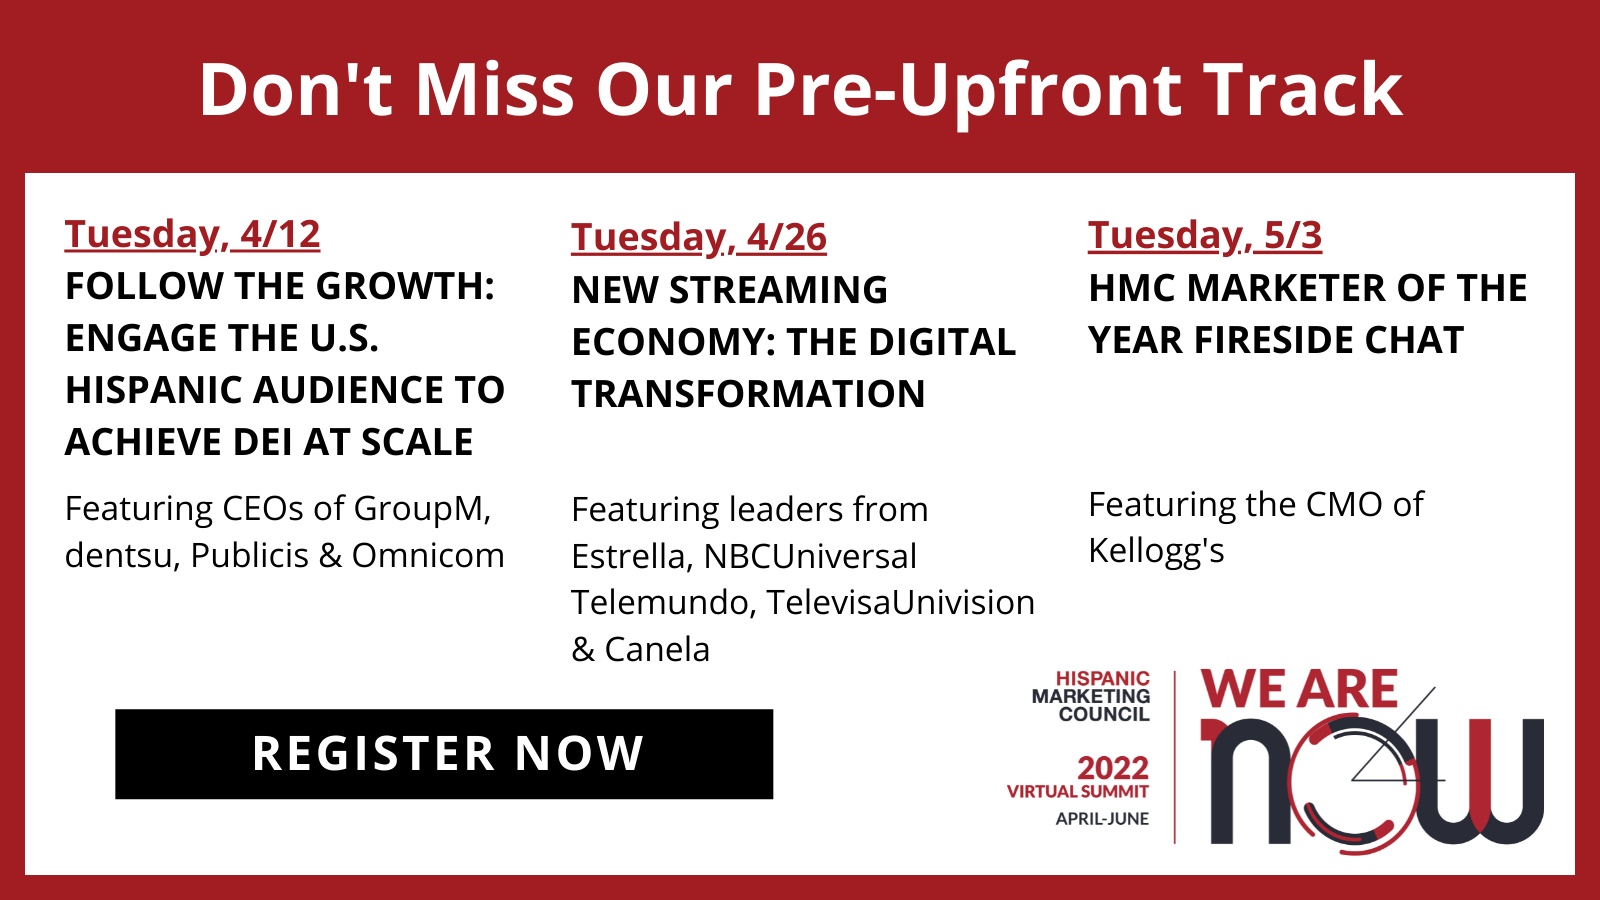 Don't Miss Our Pre-Upfront Track
Tuesday, 4/12
FOLLOW THE GROWTH:
ENGAGE THE U.S.
HISPANIC AUDIENCE TO
ACHIEVE DEI AT SCALE
Featuring CEOs of GroupM,
dentsu, Publicis & Omnicom
Tuesday, 4/26
NEW STREAMING
ECONOMY: THE DIGITAL
TRANSFORMATION
Featuring leaders from
Estrella, NBCUniversal
Telemundo, TelevisaUnivision
& Canela
Tuesday, 5/3
HMC MARKETER OF THE
YEAR FIRESIDE CHAT
Featuring the CMO of
Kellogg's
REGISTER NOW
HISPANIC
MARKETING
COUNCIL
2022
VIRTUAL SUMMIT
APRIL-JUNE
WE ARE
now